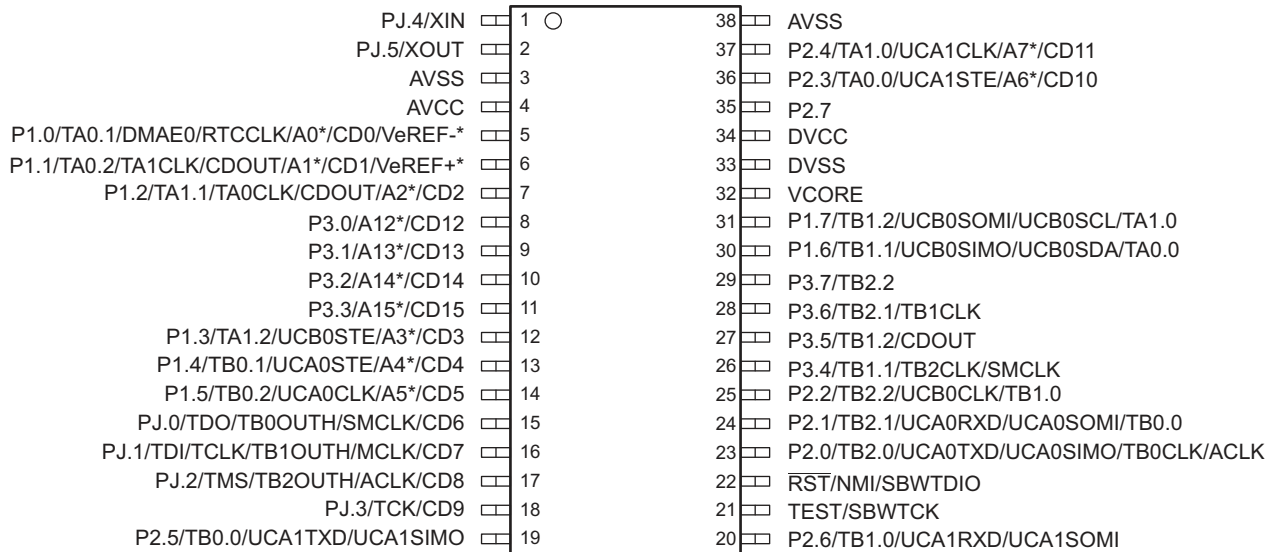 PJ.4/XIN 1 38 AVSS
PJ.5/XOUT 2 37 P2.4/TA1.0/UCA1CLK/A7*/CD11
AVSS 3 36 P2.3/TA0.0/UCA1STE/A6*/CD10
AVCC 4 35 P2.7
P1.0/TA0.1/DMAE0/RTCCLK/A0*/CD0/VeREF-* 5 34 DVCC
P1.1/TA0.2/TA1CLK/CDOUT/A1*/CD1/VeREF+* 6 33 DVSS
P1.2/TA1.1/TA0CLK/CDOUT/A2*/CD2 7 32 VCORE
P3.0/A12*/CD12 8 31 P1.7/TB1.2/UCB0SOMI/UCB0SCL/TA1.0
P3.1/A13*/CD13 9 30 P1.6/TB1.1/UCB0SIMO/UCB0SDA/TA0.0
P3.2/A14*/CD14 10 29 P3.7/TB2.2
P3.3/A15*/CD15 11 28 P3.6/TB2.1/TB1CLK
P1.3/TA1.2/UCB0STE/A3*/CD3 12 27 P3.5/TB1.2/CDOUT
P1.4/TB0.1/UCA0STE/A4*/CD4 13 26 P3.4/TB1.1/TB2CLK/SMCLK
P1.5/TB0.2/UCA0CLK/A5*/CD5 14 25 P2.2/TB2.2/UCB0CLK/TB1.0
PJ.0/TDO/TB0OUTH/SMCLK/CD6 15 24 P2.1/TB2.1/UCA0RXD/UCA0SOMI/TB0.0
PJ.1/TDI/TCLK/TB1OUTH/MCLK/CD7 16 23 P2.0/TB2.0/UCA0TXD/UCA0SIMO/TB0CLK/ACLK
PJ.2/TMS/TB2OUTH/ACLK/CD8 17 22 RST/NMI/SBWTDIO
PJ.3/TCK/CD9 18 21 TEST/SBWTCK
P2.5/TB0.0/UCA1TXD/UCA1SIMO 19 20 P2.6/TB1.0/UCA1RXD/UCA1SOMI